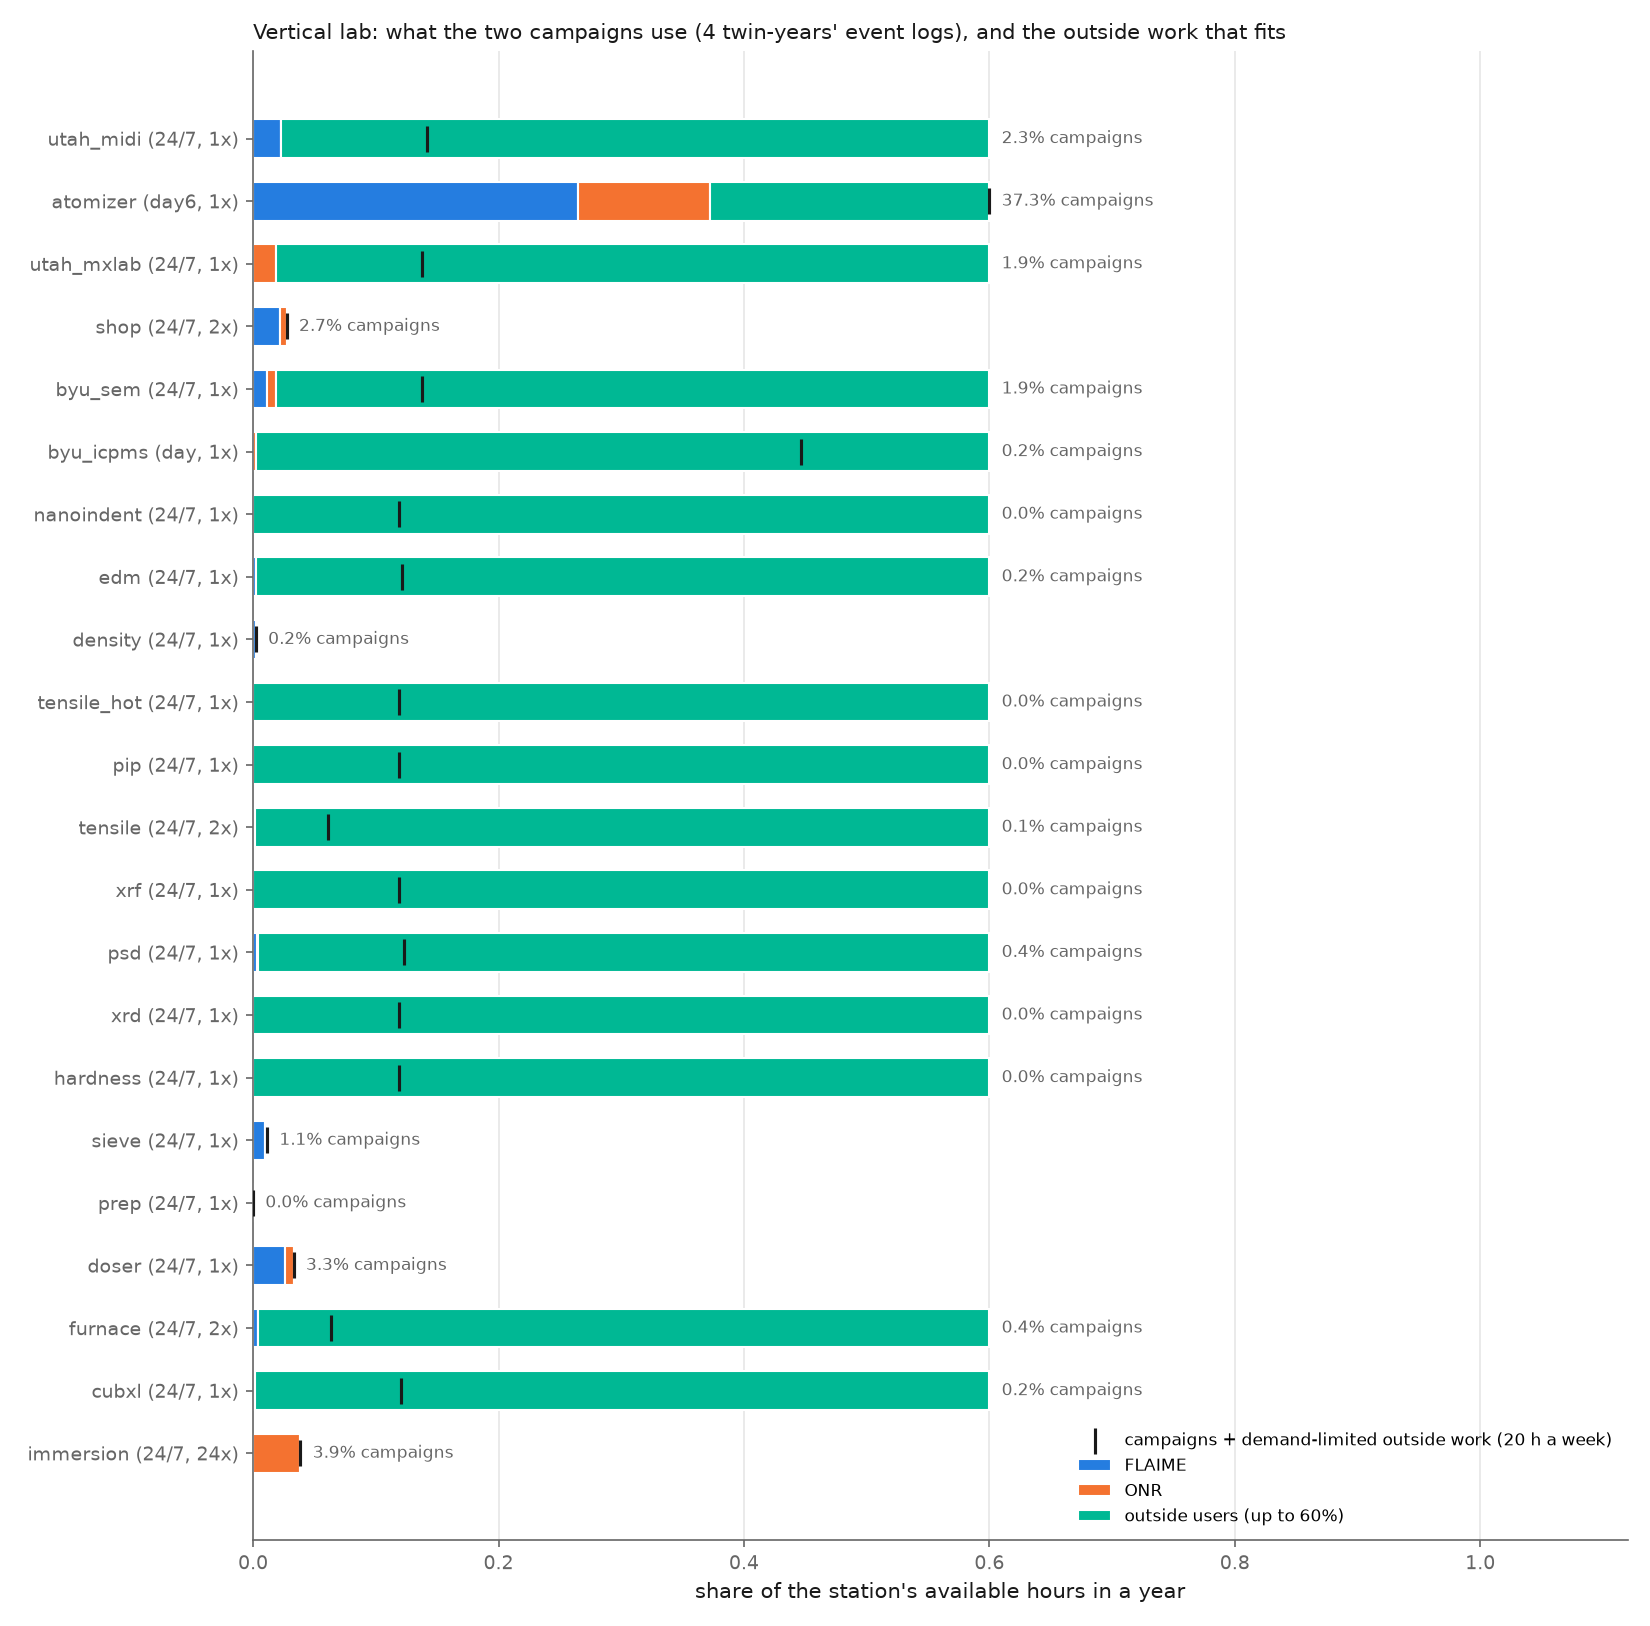 Vertical lab: what the two campaigns use (4 twin-years' event logs), and the outside work that fits
utah_midi (24/7, 1x) 2.3% campaigns
atomizer (day6, 1x) 37.3% campaigns
utah_mxlab (24/7, 1x) 1.9% campaigns
shop (24/7, 2x) 2.7% campaigns
byu_sem (24/7, 1x) 1.9% campaigns
byu_icpms (day, 1x) 0.2% campaigns
nanoindent (24/7, 1x) 0.0% campaigns
edm (24/7, 1x) 0.2% campaigns
density (24/7, 1x) 0.2% campaigns
tensile_hot (24/7, 1x) 0.0% campaigns
pip (24/7, 1x) 0.0% campaigns
tensile (24/7, 2x) 0.1% campaigns
xrf (24/7, 1x) 0.0% campaigns
psd (24/7, 1x) 0.4% campaigns
xrd (24/7, 1x) 0.0% campaigns
hardness (24/7, 1x) 0.0% campaigns
sieve (24/7, 1x) 1.1% campaigns
prep (24/7, 1x) 0.0% campaigns
doser (24/7, 1x) 3.3% campaigns
furnace (24/7, 2x) 0.4% campaigns
cubxl (24/7, 1x) 0.2% campaigns
immersion (24/7, 24x) 3.9% campaigns
campaigns + demand-limited outside work (20 h a week)
FLAIME
ONR
outside users (up to 60%)
0.0 0.2 0.4 0.6 0.8 1.0
share of the station's available hours in a year